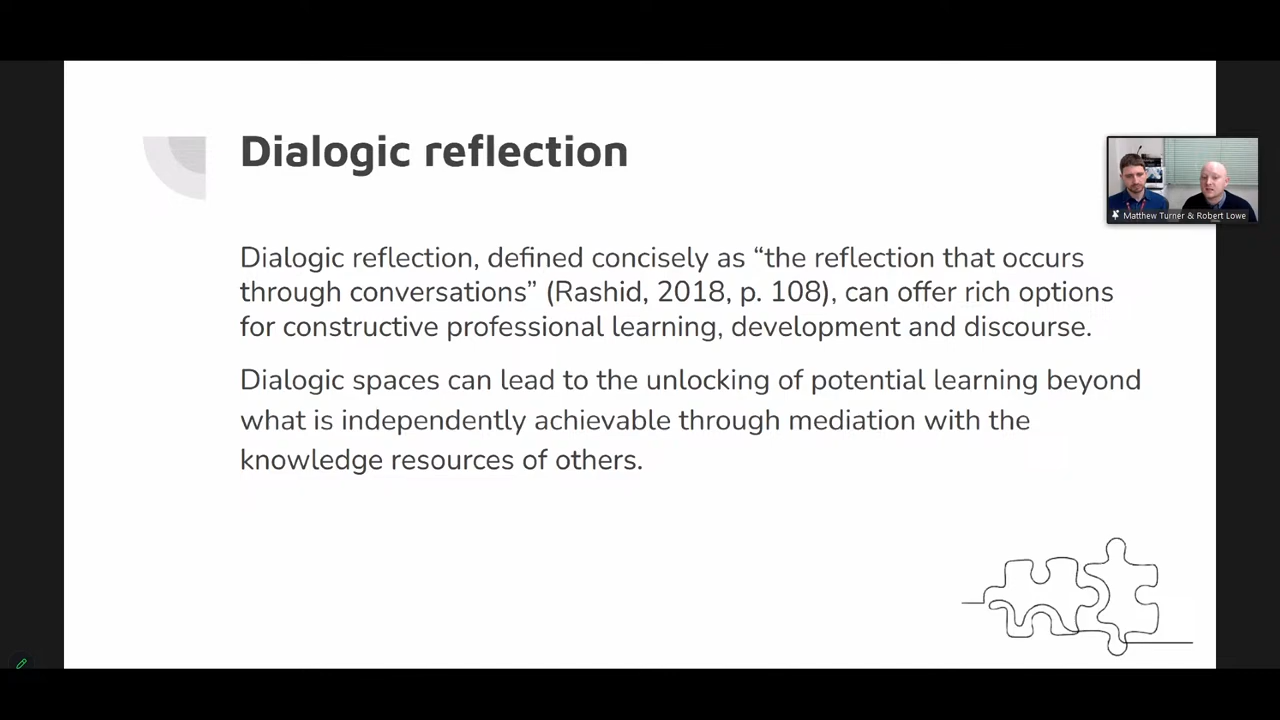 Dialogic reflection
Dialogic reflection, defined concisely as “the reflection that occurs
through conversations” (Rashid, 2018, p. 108), can offer rich options
for constructive professional learning, development and discourse.
Dialogic spaces can lead to the unlocking of potential learning beyond
what is independently achievable through mediation with the
knowledge resources of others.
Matthew Turner & Robert Lowe